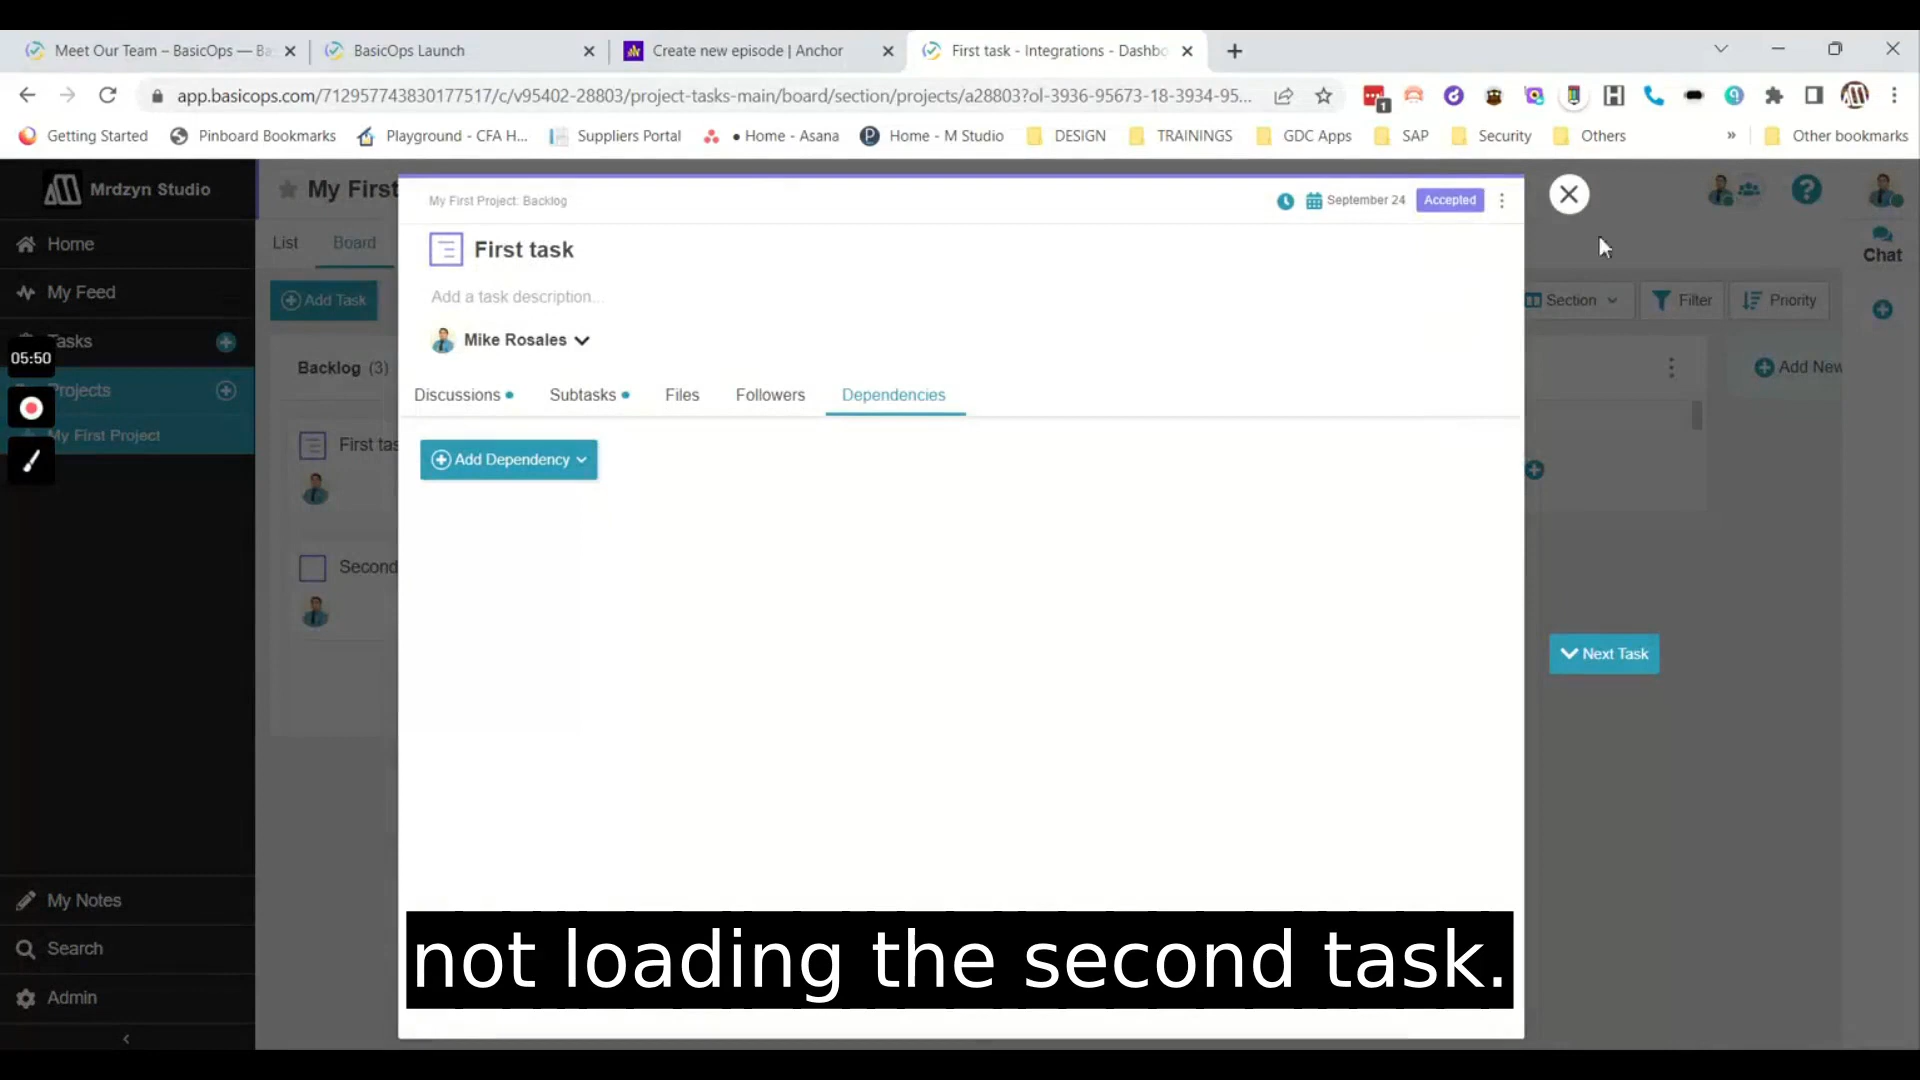 Meet Our Team – BasicOps — Ba
BasicOps Launch
Create new episode | Anchor
First task - Integrations - Dashbo
app.basicops.com/712957743830177517/c/v95402-28803/project-tasks-main/board/section/projects/a28803?ol-3936-95673-18-3934-95...
1
Getting Started
Pinboard Bookmarks
Playground - CFA H...
Suppliers Portal
• Home - Asana
Home - M Studio
DESIGN
TRAININGS
GDC Apps
SAP
Security
Others
»
Other bookmarks
Mrdzyn Studio
Home
My Feed
Tasks
05:50
Projects
My First Project
My Notes
Search
Admin
My First
List
Board
Add Task
Backlog (3)
First tas
Second
My First Project: Backlog
September 24
Accepted
First task
Add a task description...
Mike Rosales
Discussions
Subtasks
Files
Followers
Dependencies
Add Dependency
Section
Filter
Priority
Add New
Next Task
Chat
not loading the second task.